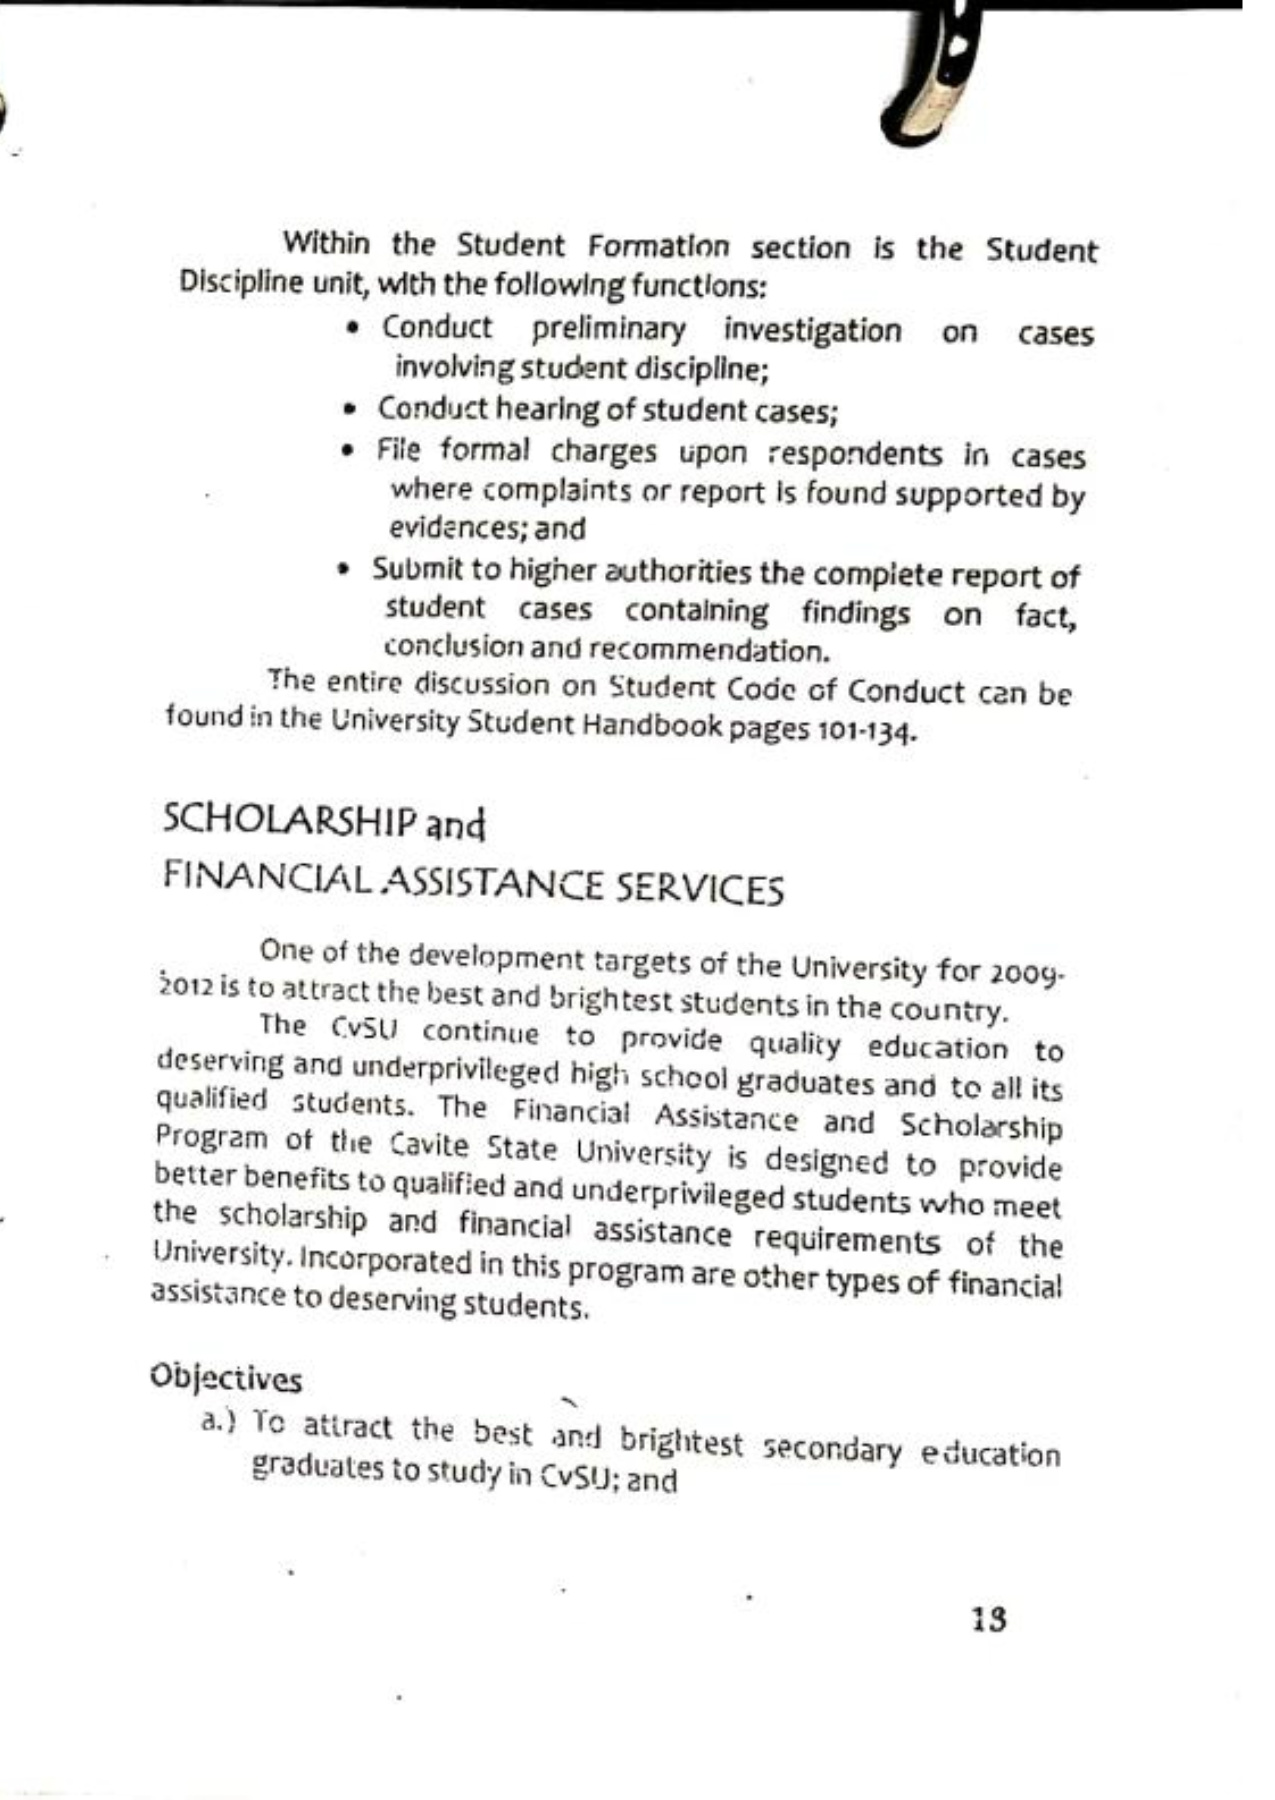 Within the Student Formation section is the Student
Discipline unit, with the following functions:
• Conduct preliminary investigation on cases
involving student discipline;
• Conduct hearing of student cases;
• File formal charges upon respondents in cases
where complaints or report is found supported by
evidences; and
• Submit to higher authorities the complete report of
student cases containing findings on fact,
conclusion and recommendation.
The entire discussion on Student Code of Conduct can be
found in the University Student Handbook pages 101-134.
SCHOLARSHIP and
FINANCIAL ASSISTANCE SERVICES
One of the development targets of the University for 2009-
2012 is to attract the best and brightest students in the country.
The CvSU continue to provide quality education to
deserving and underprivileged high school graduates and to all its
qualified students. The Financial Assistance and Scholarship
Program of the Cavite State University is designed to provide
better benefits to qualified and underprivileged students who meet
the scholarship and financial assistance requirements of the
University. Incorporated in this program are other types of financial
assistance to deserving students.
Objectives
a.) To attract the best and brightest secondary education
graduates to study in CvSU; and
13